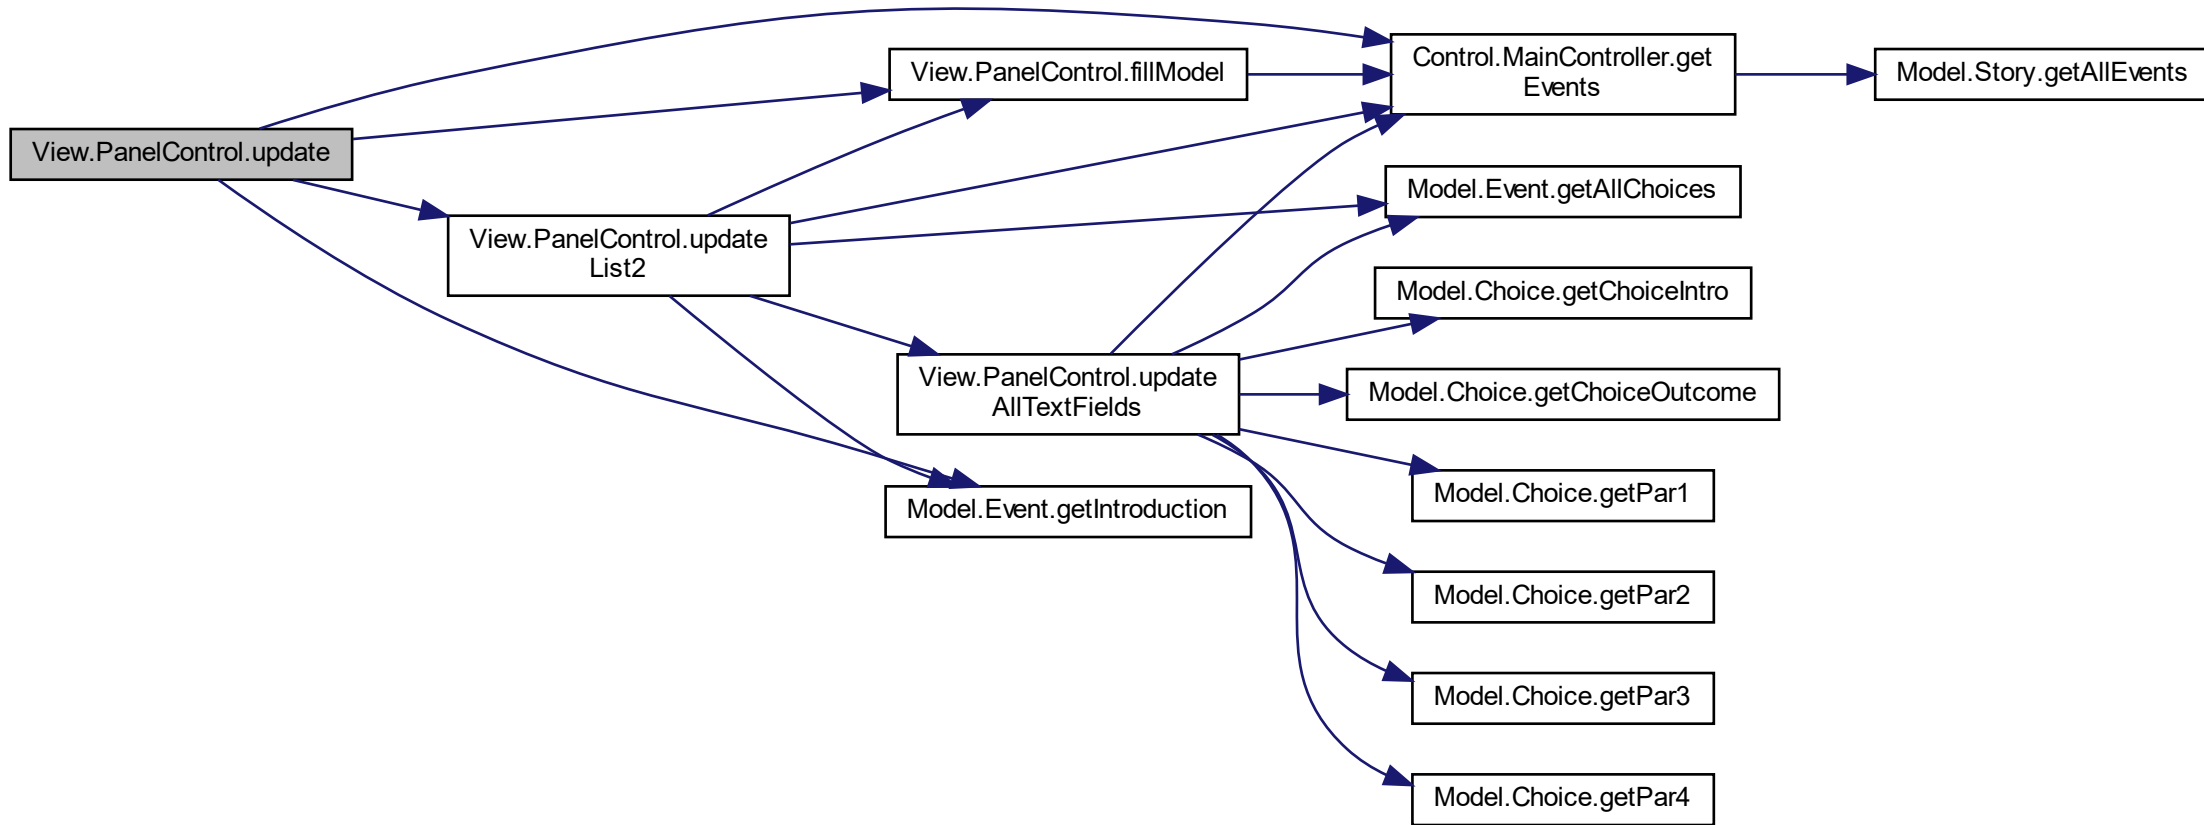 View.PanelControl.update
View.PanelControl.fillModel
Control.MainController.get
Events
Model.Story.getAllEvents
View.PanelControl.update
List2
Model.Event.getAllChoices
Model.Choice.getChoiceIntro
View.PanelControl.update
AllTextFields
Model.Choice.getChoiceOutcome
Model.Event.getIntroduction
Model.Choice.getPar1
Model.Choice.getPar2
Model.Choice.getPar3
Model.Choice.getPar4